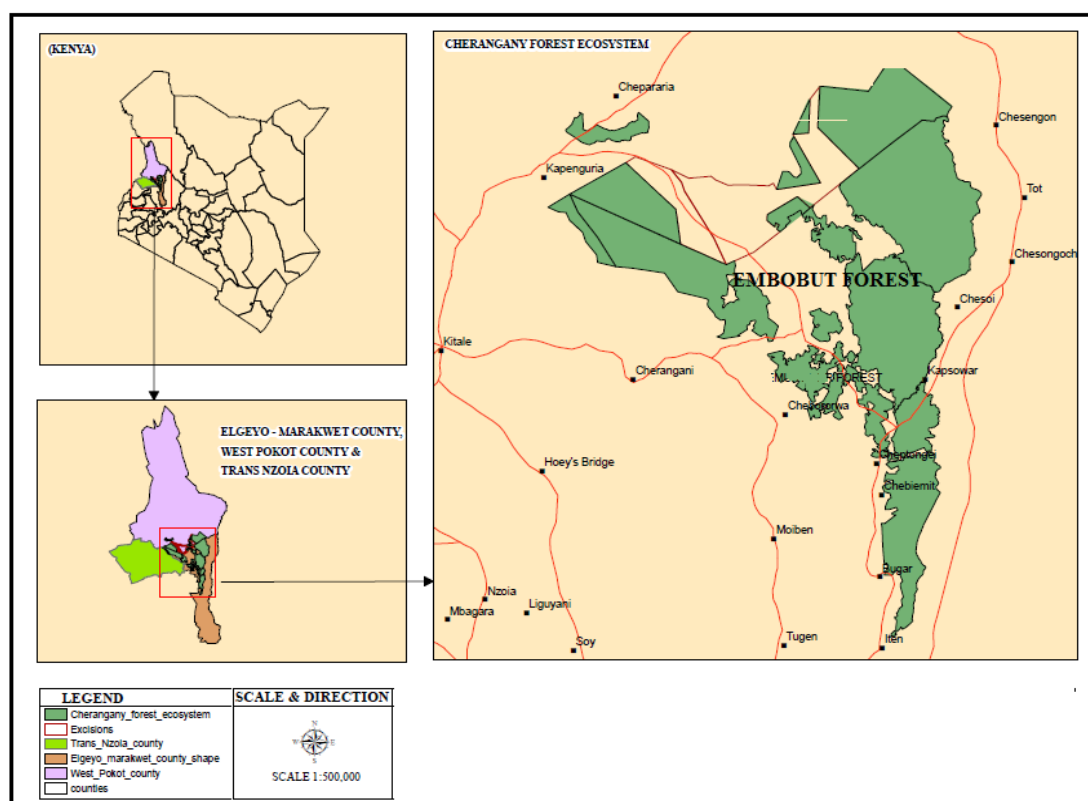 (KENYA)
CHERANGANY FOREST ECOSYSTEM
Chepararia
Chesengon
Kapenguria
Tot
Chesongoch
EMBOBUT FOREST
Chesoi
Kitale
Cherangani
FOREST
Kapsowar
Hoey's Bridge
Chebiemit
Moiben
Bugar
Nzoia
Mbagara
Liguyani
Soy
Tugen
Iten
ELGEYO - MARAKWET COUNTY,
WEST POKOT COUNTY &
TRANS NZOIA COUNTY
LEGEND
Cherangany_forest_ecosystem
Excisions
Trans_Nzoia_county
Elgeyo_marakwet_county_shape
West_Pokot_county
counties
SCALE & DIRECTION
N
W
E
S
SCALE 1:500,000